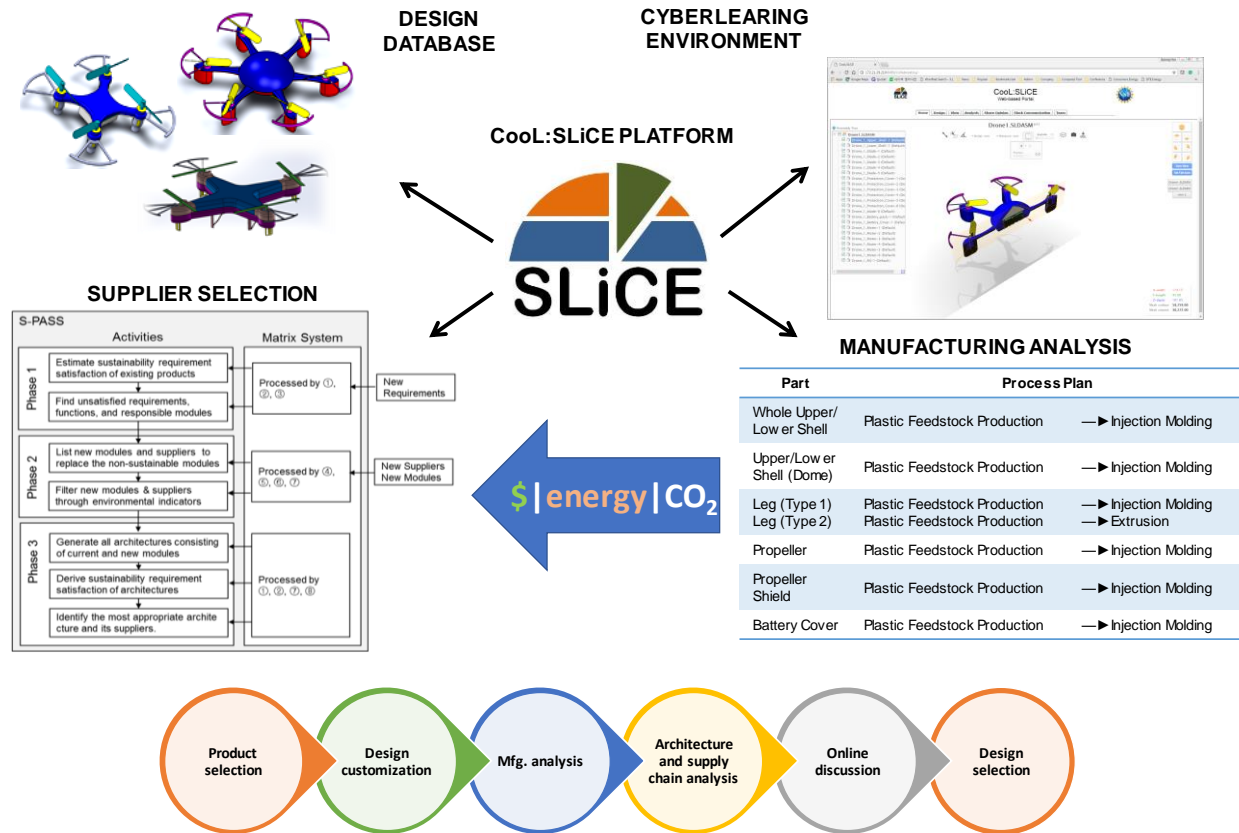 DESIGN
DATABASE
CYBERLEARING
ENVIRONMENT
CooL:SLiCE PLATFORM
SLiCE
SLiCE
CooL:SLiCE
Web-based Portal
Drone1.SLDASM
SUPPLIER SELECTION
S-PASS
Activities
Matrix System
Phase 1
Estimate sustainability requirement
satisfaction of existing products
Find unsatisfied requirements,
functions, and responsible modules
Processed by ①,
②, ③
New
Requirements
Phase 2
List new modules and suppliers to
replace the non-sustainable modules
Filter new modules & suppliers
through environmental indicators
Processed by ④,
⑤, ⑥, ⑦
New Suppliers
New Modules
Phase 3
Generate all architectures consisting
of current and new modules
Derive sustainability requirement
satisfaction of architectures
Identify the most appropriate archite
cture and its suppliers.
Processed by
①, ②, ⑦, ⑧
$|energy|CO₂
MANUFACTURING ANALYSIS
Part Process Plan
Whole Upper/
Lower Shell Plastic Feedstock Production —►Injection Molding
Upper/Lower
Shell (Dome) Plastic Feedstock Production —►Injection Molding
Leg (Type 1) Plastic Feedstock Production —►Injection Molding
Leg (Type 2) Plastic Feedstock Production —►Extrusion
Propeller Plastic Feedstock Production —►Injection Molding
Propeller
Shield Plastic Feedstock Production —►Injection Molding
Battery Cover Plastic Feedstock Production —►Injection Molding
Product
selection
Design
customization
Mfg. analysis
Architecture
and supply
chain analysis
Online
discussion
Design
selection